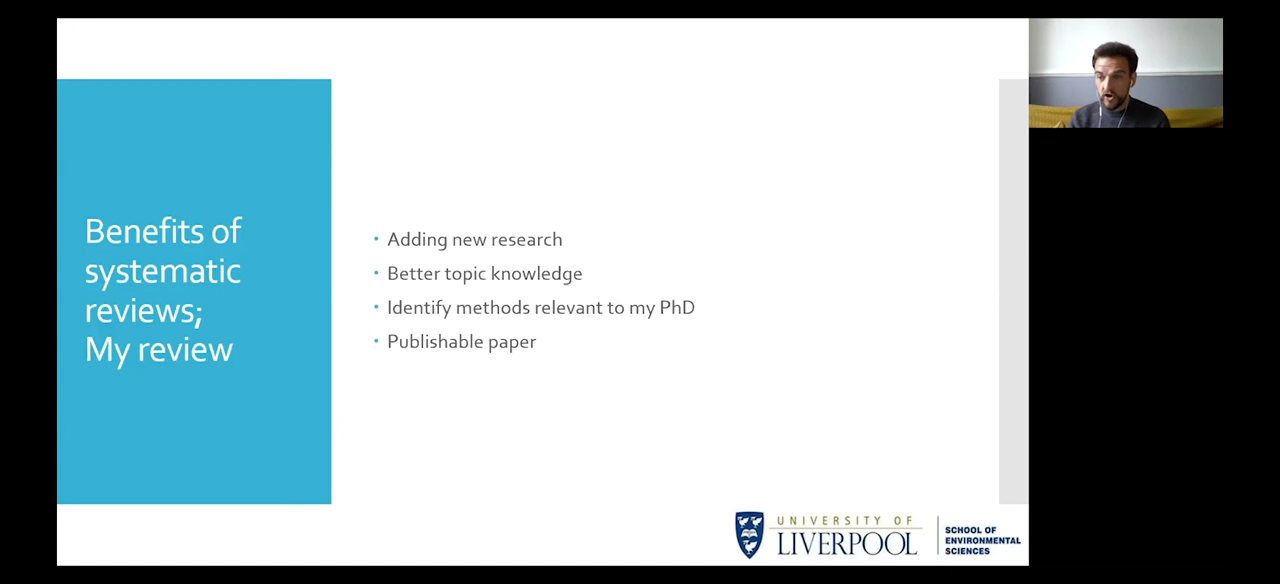 Benefits of
systematic
reviews;
My review
• Adding new research
• Better topic knowledge
• Identify methods relevant to my PhD
• Publishable paper
UNIVERSITY OF
LIVERPOOL
SCHOOL OF
ENVIRONMENTAL
SCIENCES